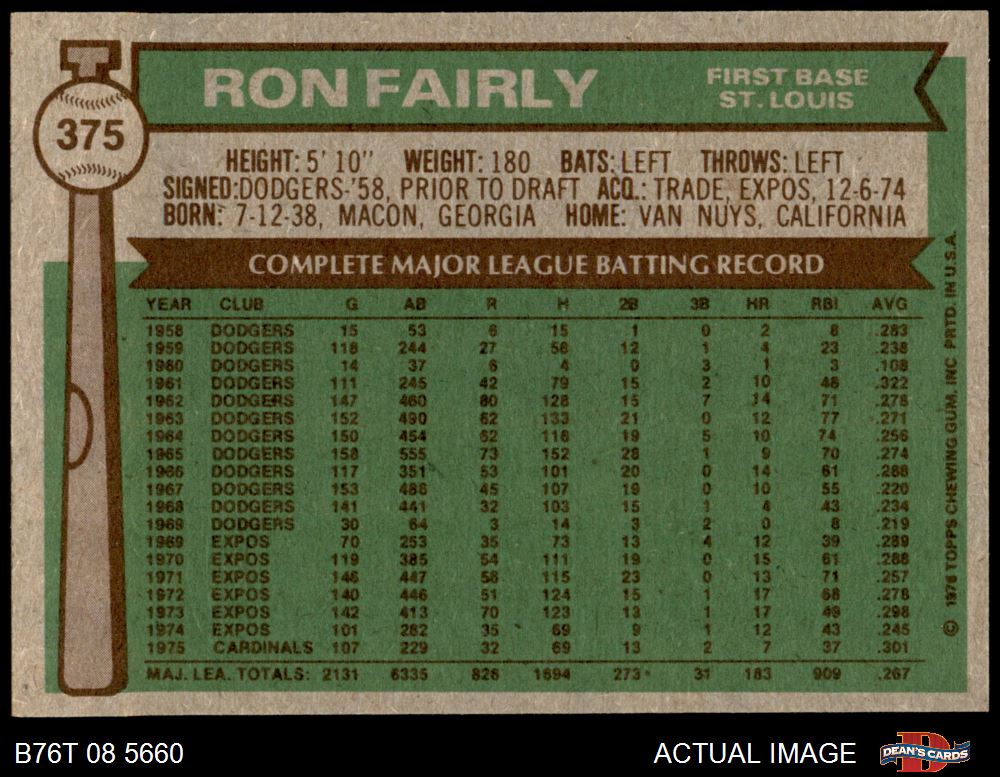 RON FAIRLY
FIRST BASE
ST. LOUIS
375
HEIGHT: 5' 10" WEIGHT: 180 BATS: LEFT THROWS: LEFT
SIGNED:DODGERS-'58, PRIOR TO DRAFT ACQ.: TRADE, EXPOS, 12-6-74
BORN: 7-12-38, MACON, GEORGIA HOME: VAN NUYS, CALIFORNIA
COMPLETE MAJOR LEAGUE BATTING RECORD
YEAR CLUB G AB R H 2B 3B HR RBI AVG
1958 DODGERS 15 53 6 15 1 0 2 8 .283
1959 DODGERS 118 244 27 58 12 1 4 23 .238
1960 DODGERS 14 37 6 4 0 3 1 3 .108
1961 DODGERS 111 245 42 79 15 2 10 48 .322
1962 DODGERS 147 460 80 128 15 7 14 71 .278
1963 DODGERS 152 490 62 133 21 0 12 77 .271
1964 DODGERS 150 454 62 116 19 5 10 74 .256
1965 DODGERS 158 555 73 152 28 1 9 70 .274
1966 DODGERS 117 351 53 101 20 0 14 61 .288
1967 DODGERS 153 486 45 107 19 0 10 55 .220
1968 DODGERS 141 441 32 103 15 1 4 43 .234
1969 DODGERS 30 64 3 14 3 2 0 8 .219
1969 EXPOS 70 253 35 73 13 4 12 39 .289
1970 EXPOS 119 385 54 111 19 0 15 61 .288
1971 EXPOS 146 447 58 115 23 0 13 71 .257
1972 EXPOS 140 446 51 124 15 1 17 68 .278
1973 EXPOS 142 413 70 123 13 1 17 49 .298
1974 EXPOS 101 282 35 69 9 1 12 43 .245
1975 CARDINALS 107 229 32 69 13 2 7 37 .301
MAJ. LEA. TOTALS: 2131 6335 826 1694 273 31 183 909 .267
© 1976 TOPPS CHEWING GUM, INC PRTD. IN U.S.A.
B76T 08 5660
ACTUAL IMAGE
D
DEAN'S CARDS